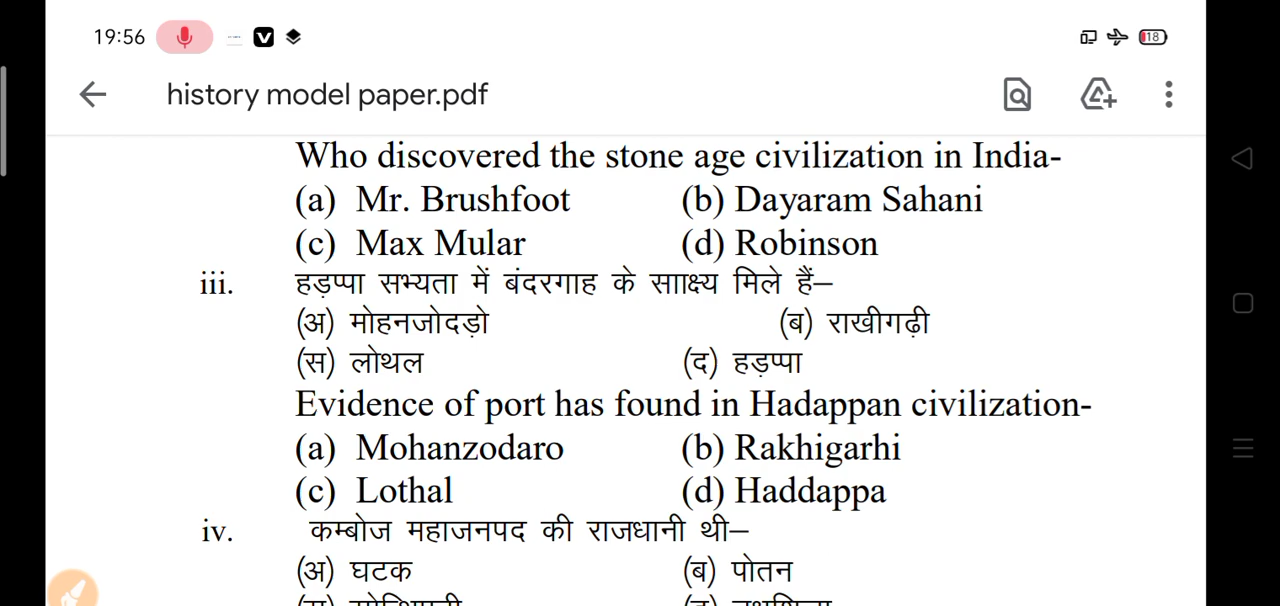 19:56
18
history model paper.pdf
Who discovered the stone age civilization in India-
(a) Mr. Brushfoot (b) Dayaram Sahani
(c) Max Mular (d) Robinson
iii. हड़प्पा सभ्यता में बंदरगाह के साााक्ष्य मिले हैं–
(अ) मोहनजोदड़ो (ब) राखीगढ़ी
(स) लोथल (द) हड़प्पा
Evidence of port has found in Hadappan civilization-
(a) Mohanzodaro (b) Rakhigarhi
(c) Lothal (d) Haddappa
iv. कम्बोज महाजनपद की राजधानी थी–
(अ) घटक (ब) पोतन